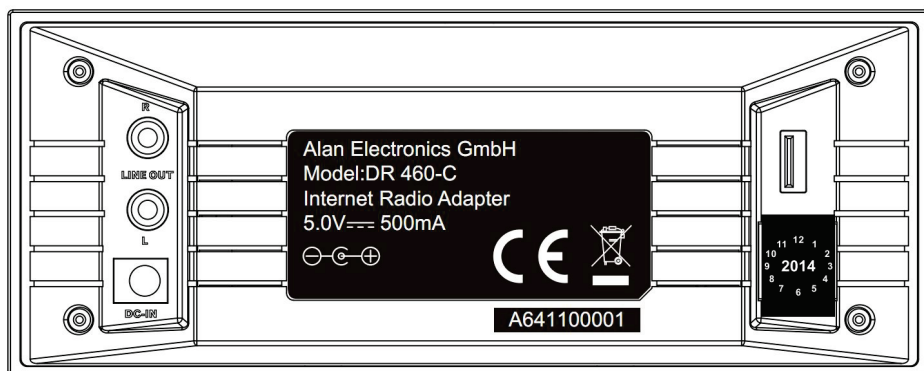 R
LINE OUT
L
DC-IN
Alan Electronics GmbH
Model:DR 460-C
Internet Radio Adapter
5.0V⎓ 500mA
CE
A641100001
12
11 1
10 2
9 2014 3
8 4
7 5
6